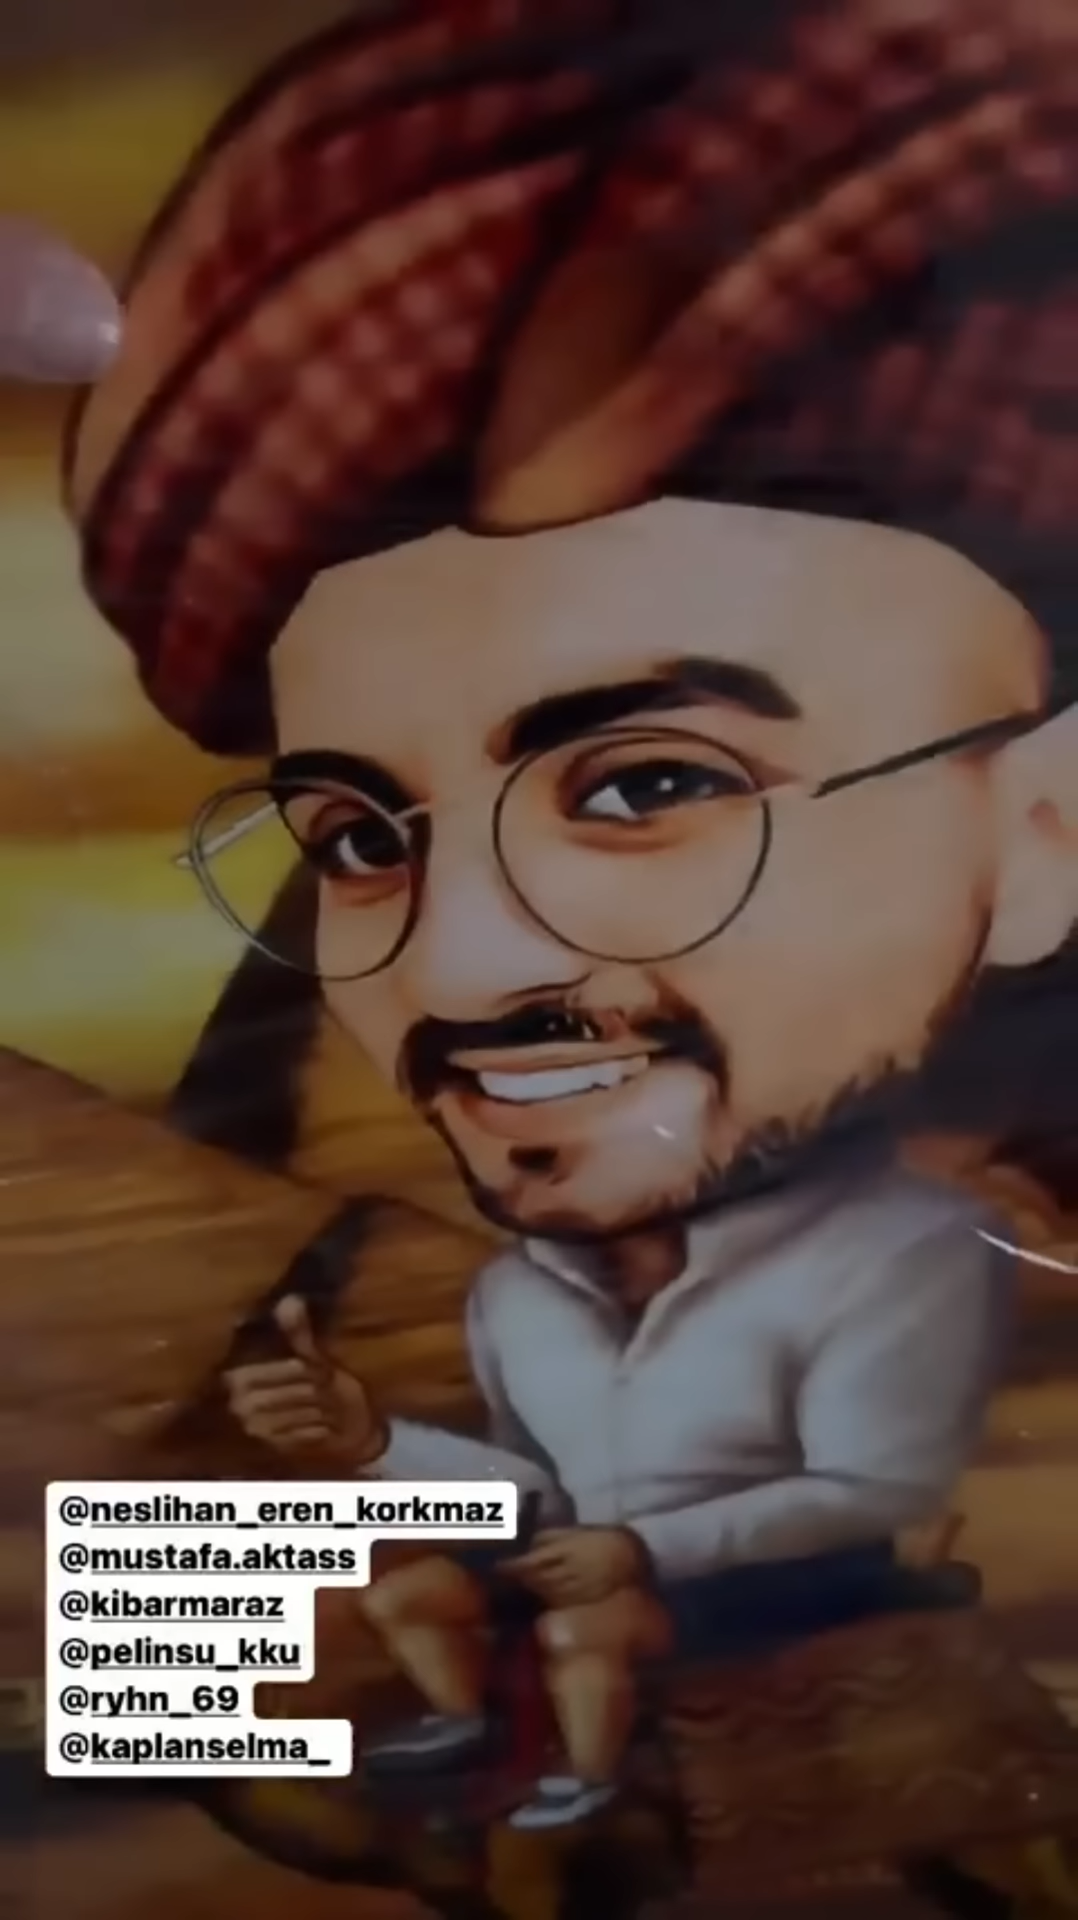 @neslihan_eren_korkmaz
@mustafa.aktass
@kibarmaraz
@pelinsu_kku
@ryhn_69
@kaplanselma_